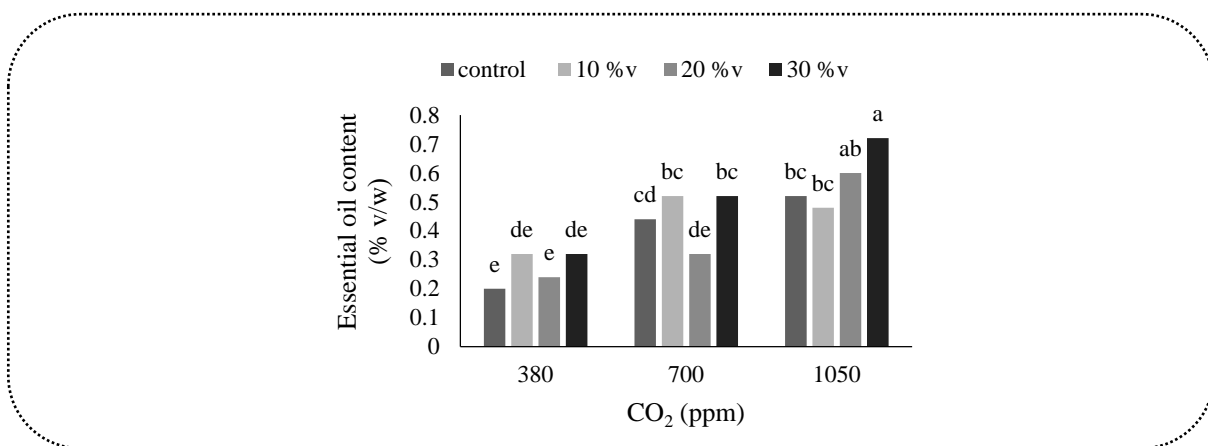 control 10 %v 20 %v 30 %v
Essential oil content
(% v/w)
0.8
0.7
0.6
0.5
0.4
0.3
0.2
0.1
0
e de e de
cd bc de bc
bc bc ab a
380 700 1050
CO₂ (ppm)